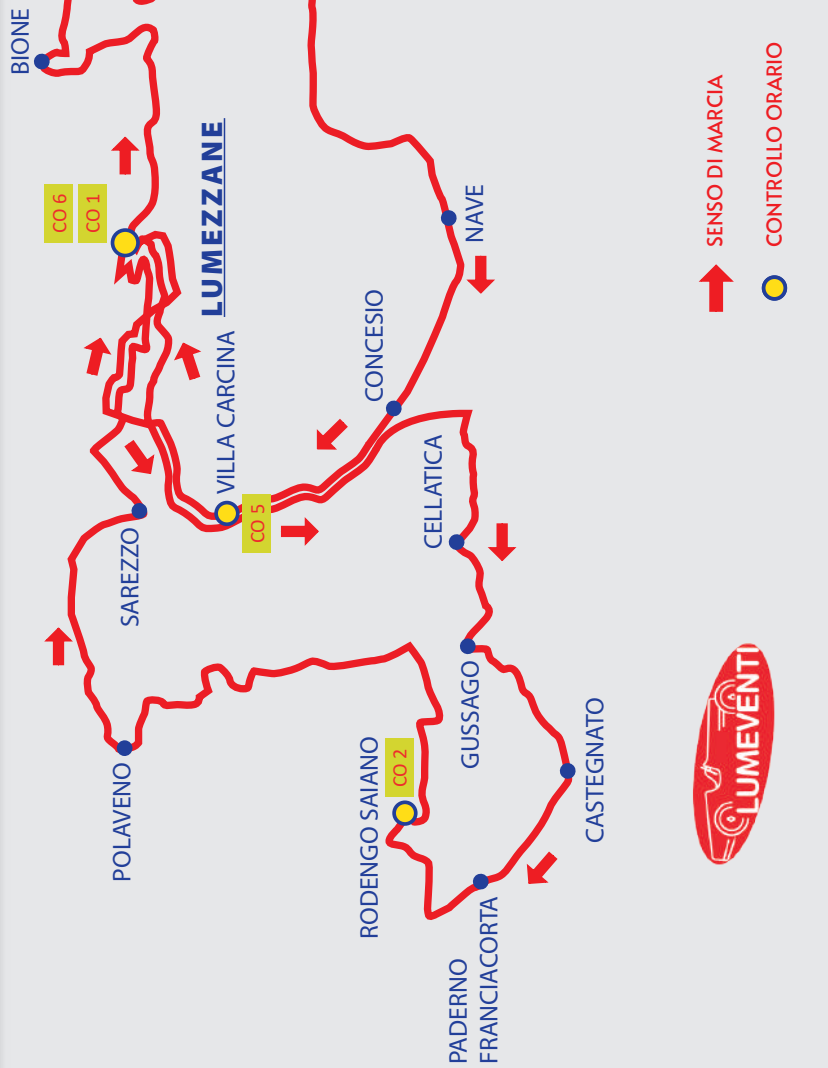 BIONE
CO 6
CO 1
LUMEZZANE
NAVE
CONCESIO
VILLA CARCINA
CO 5
CELLATICA
SAREZZO
GUSSAGO
POLAVENO
RODENGO SAIANO
CO 2
CASTEGNATO
PADERNO
FRANCIACORTA
SENSO DI MARCIA
CONTROLLO ORARIO
LUMEVENTI